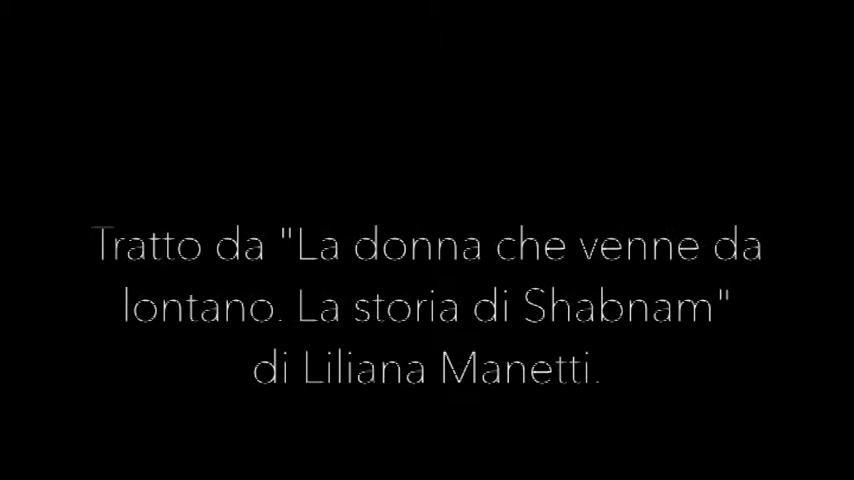 Tratto da "La donna che venne da
lontano. La storia di Shabnam"
di Liliana Manetti.